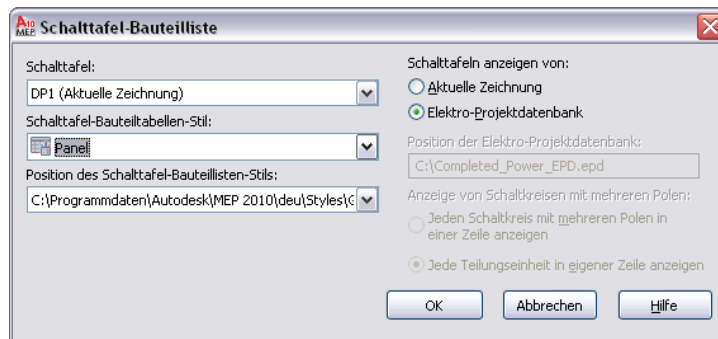 A10
MEP
Schalttafel-Bauteilliste
Schalttafel:
DP1 (Aktuelle Zeichnung)
Schalttafel-Bauteiltabellen-Stil:
Panel
Position des Schalttafel-Bauteillisten-Stils:
C:\Programmdaten\Autodesk\MEP 2010\deu\Styles\G
Schalttafeln anzeigen von:
Aktuelle Zeichnung
Elektro-Projektdatenbank
Position der Elektro-Projektdatenbank:
C:\Completed_Power_EPD.epd
Anzeige von Schaltkreisen mit mehreren Polen:
Jeden Schaltkreis mit mehreren Polen in
einer Zeile anzeigen
Jede Teilungseinheit in eigener Zeile anzeigen
OK
Abbrechen
Hilfe